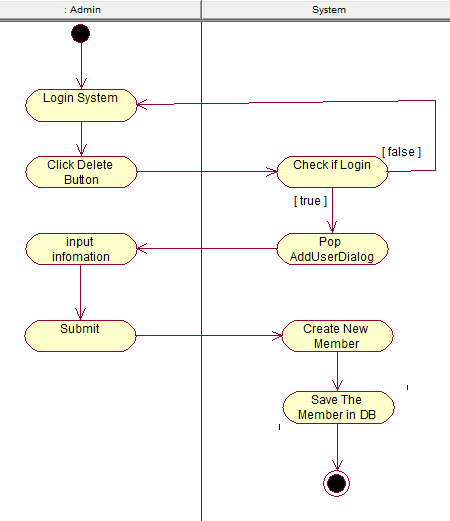 : Admin
System
Login System
Click Delete
Button
Check if Login
[ false ]
[ true ]
input
infomation
Pop
AddUserDialog
Submit
Create New
Member
Save The
Member in DB